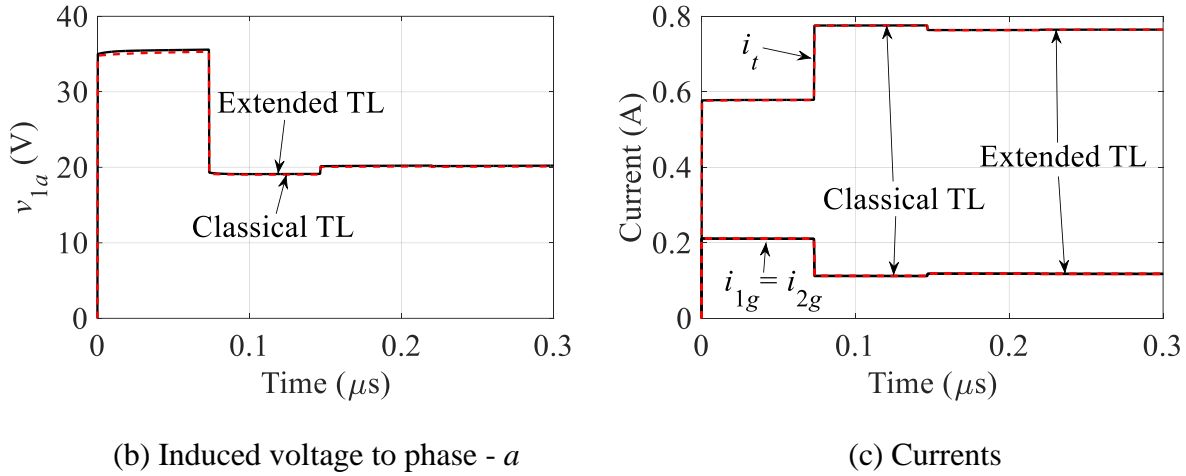 40
30
20
10
0
v1a (V)
Extended TL
Classical TL
0 0.1 0.2 0.3
Time (μs)
(b) Induced voltage to phase - a
0.8
0.6
0.4
0.2
0
Current (A)
it
Extended TL
Classical TL
i1g = i2g
0 0.1 0.2 0.3
Time (μs)
(c) Currents